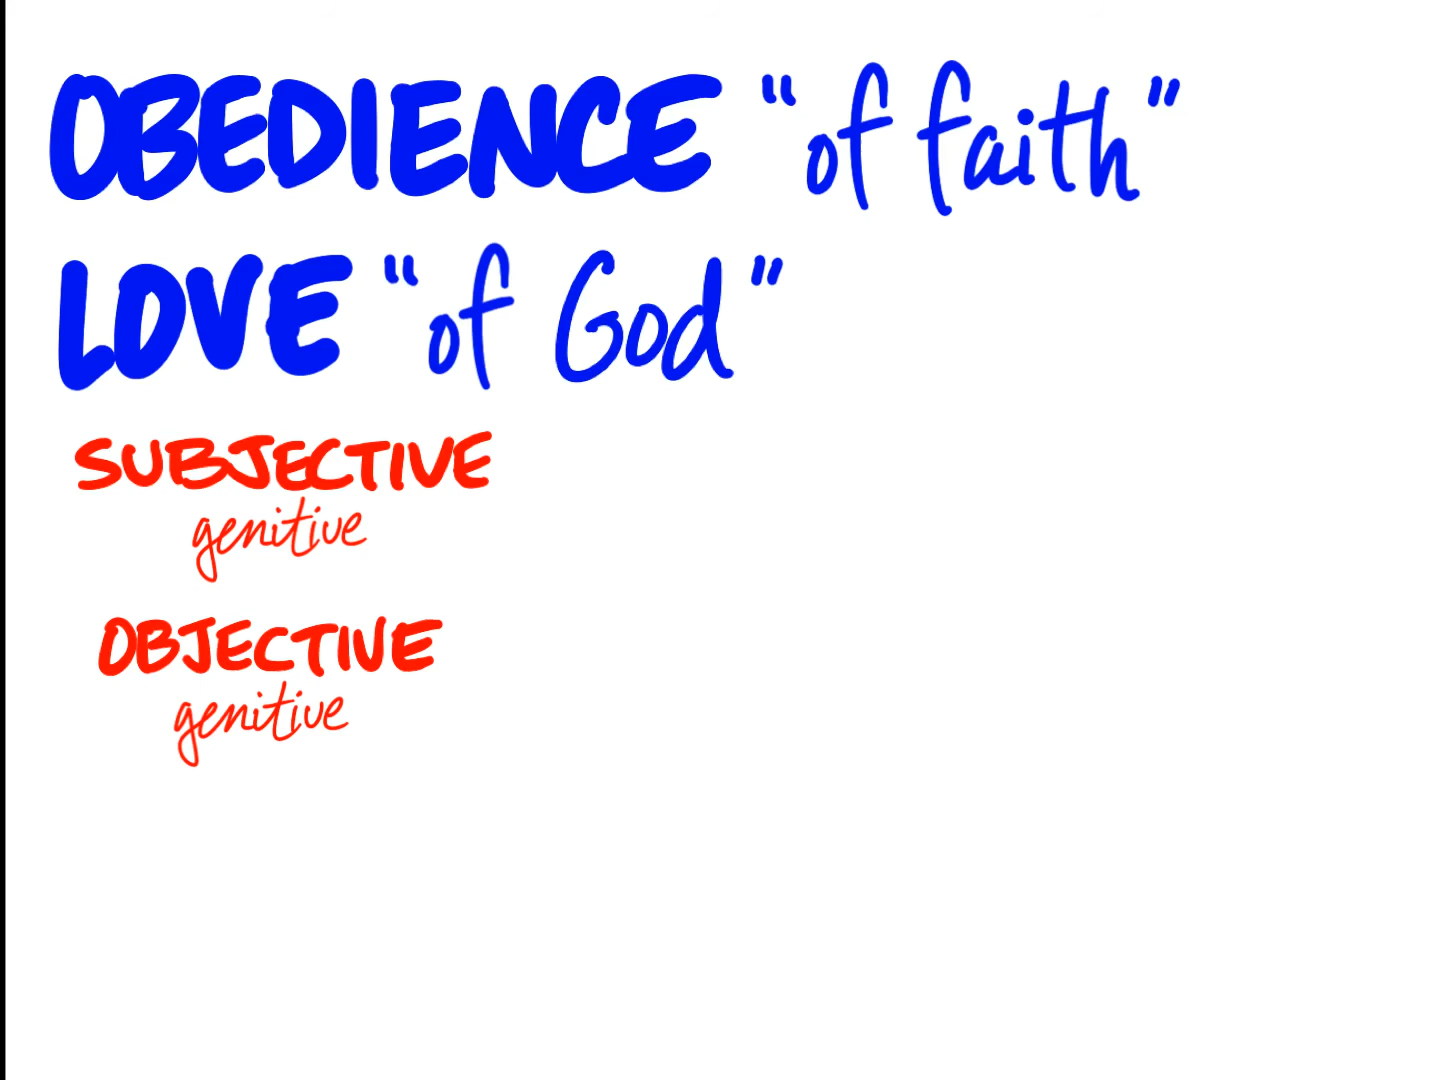 OBEDIENCE "of faith"
LOVE "of God"
SUBJECTIVE
genitive
OBJECTIVE
genitive